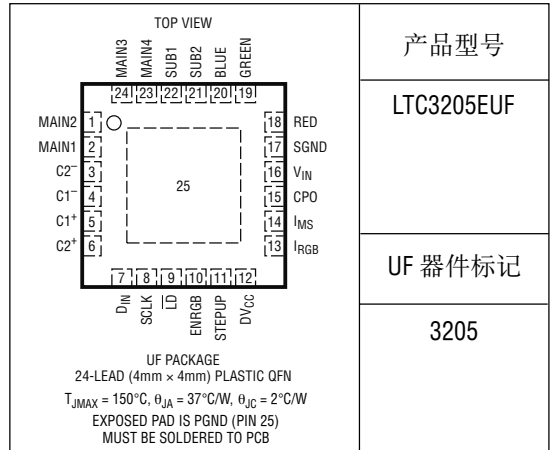 TOP VIEW
MAIN3
MAIN4
SUB1
SUB2
BLUE
GREEN
24 23 22 21 20 19
MAIN2 1
MAIN1 2
C2⁻ 3
C1⁻ 4
C1⁺ 5
C2⁺ 6
25
18 RED
17 SGND
16 VIN
15 CPO
14 IMS
13 IRGB
7 8 9 10 11 12
DIN
SCLK
L̅D̅
ENRGB
STEPUP
DVCC
UF PACKAGE
24-LEAD (4mm × 4mm) PLASTIC QFN
TJMAX = 150°C, θJA = 37°C/W, θJC = 2°C/W
EXPOSED PAD IS PGND (PIN 25)
MUST BE SOLDERED TO PCB
产品型号
LTC3205EUF
UF 器件标记
3205